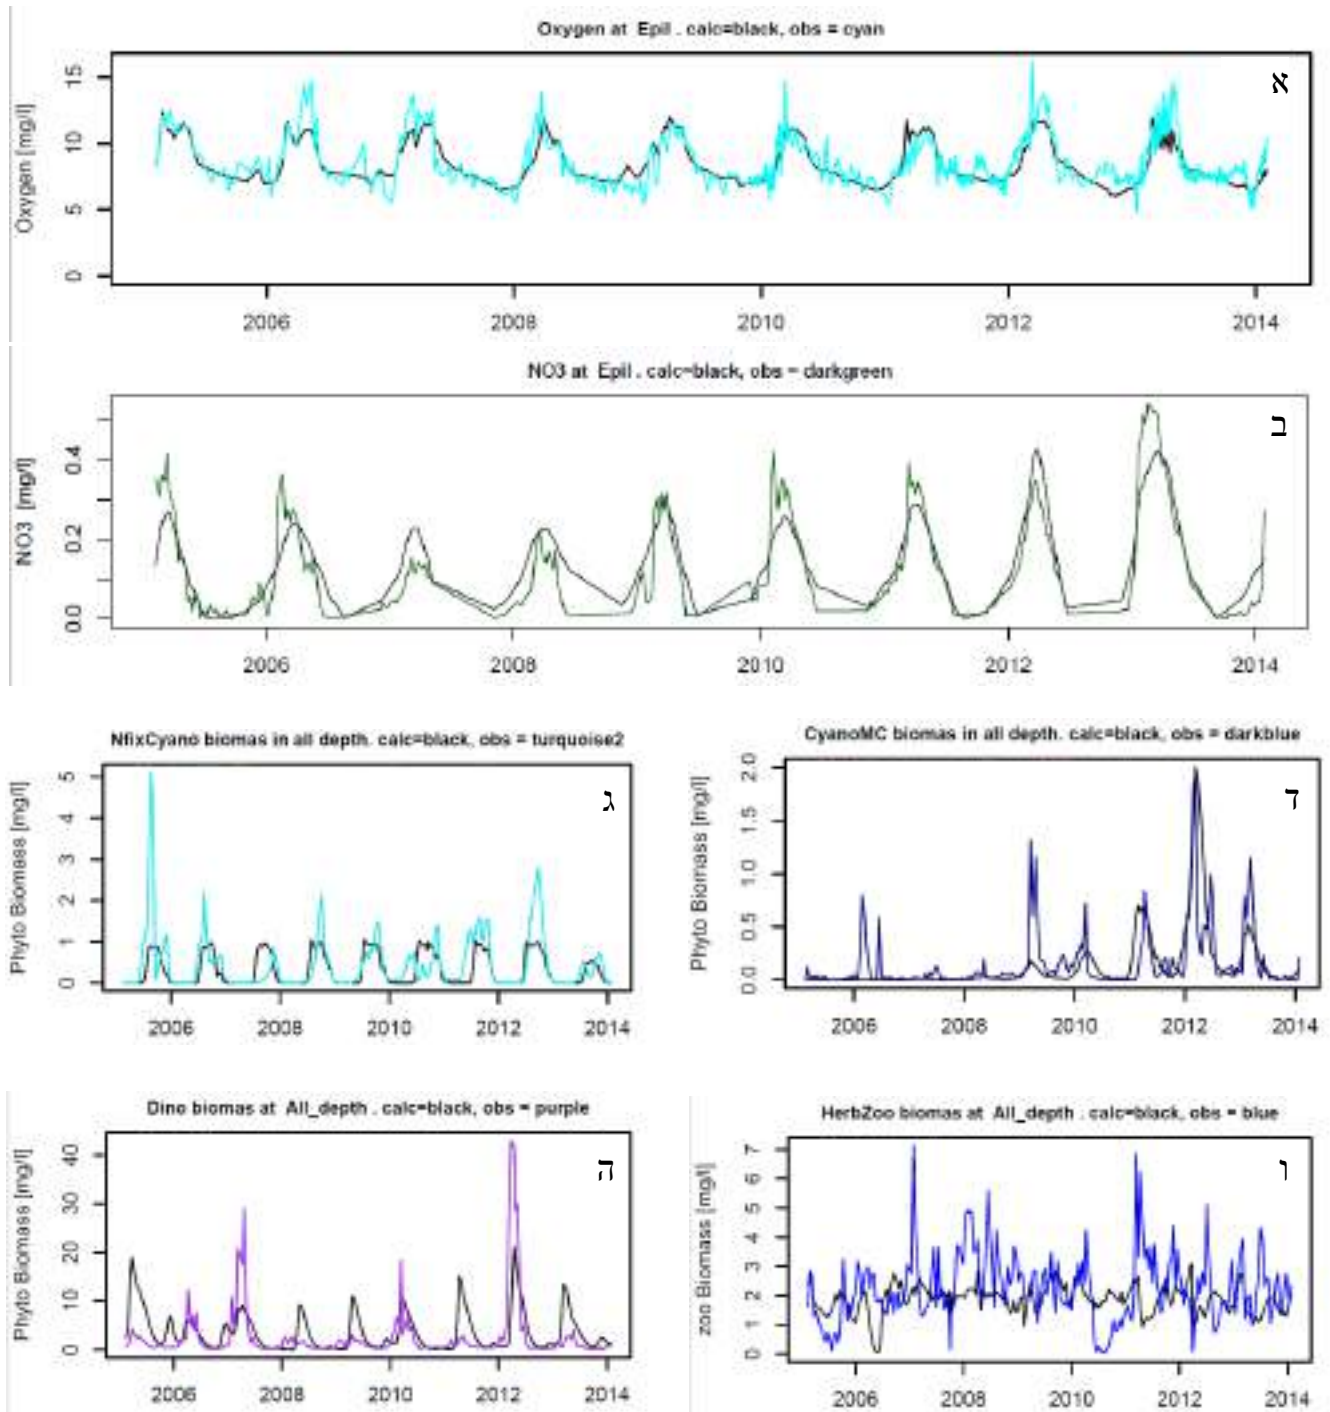 Oxygen at Epil . calc=black, obs = cyan
א
Oxygen [mg/l]
15
10
5
0
2006 2008 2010 2012 2014
NO3 at Epil . calc=black, obs = darkgreen
ב
NO3 [mg/l]
0.4
0.2
0.0
2006 2008 2010 2012 2014
NfixCyano biomas in all depth. calc=black, obs = turquoise2
ג
Phyto Biomass [mg/l]
5
4
3
2
1
0
2006 2008 2010 2012 2014
CyanoMC biomas in all depth. calc=black, obs = darkblue
ד
Phyto Biomass [mg/l]
2.0
1.5
1.0
0.5
0.0
2006 2008 2010 2012 2014
Dino biomas at All_depth . calc=black, obs = purple
ה
Phyto Biomass [mg/l]
40
30
20
10
0
2006 2008 2010 2012 2014
HerbZoo biomas at All_depth . calc=black, obs = blue
ו
zoo Biomass [mg/l]
7
6
5
4
3
2
1
0
2006 2008 2010 2012 2014